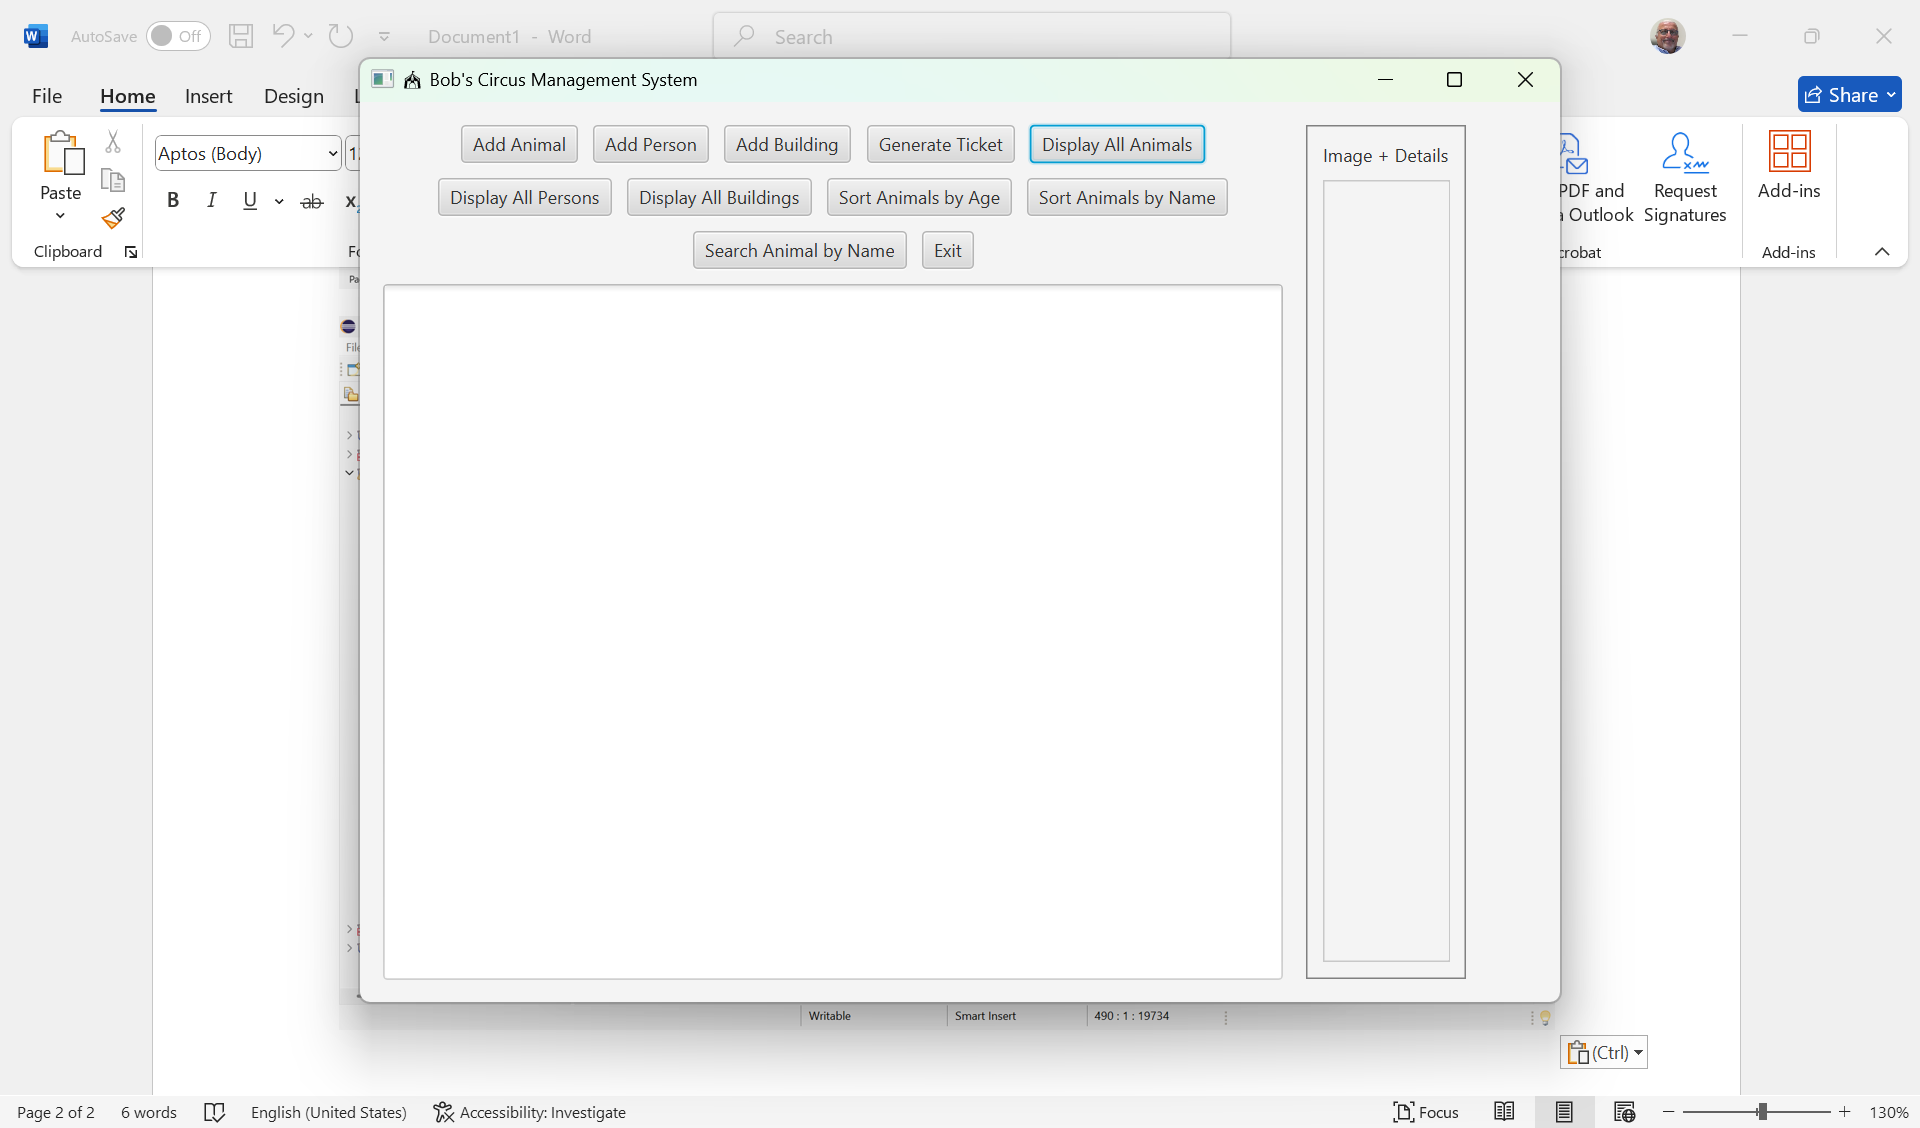 AutoSave Off Document1 - Word Search
Bob's Circus Management System
File Home Insert Design
Share
Add Animal Add Person Add Building Generate Ticket Display All Animals
Image + Details
Display All Persons Display All Buildings Sort Animals by Age Sort Animals by Name
Search Animal by Name Exit
Aptos (Body)
Paste
B I U ab
Clipboard
PDF and
Outlook
Request
Signatures
Add-ins
Add-ins
Writable Smart Insert 490 : 1 : 19734
(Ctrl)
Page 2 of 2 6 words English (United States) Accessibility: Investigate Focus 130%